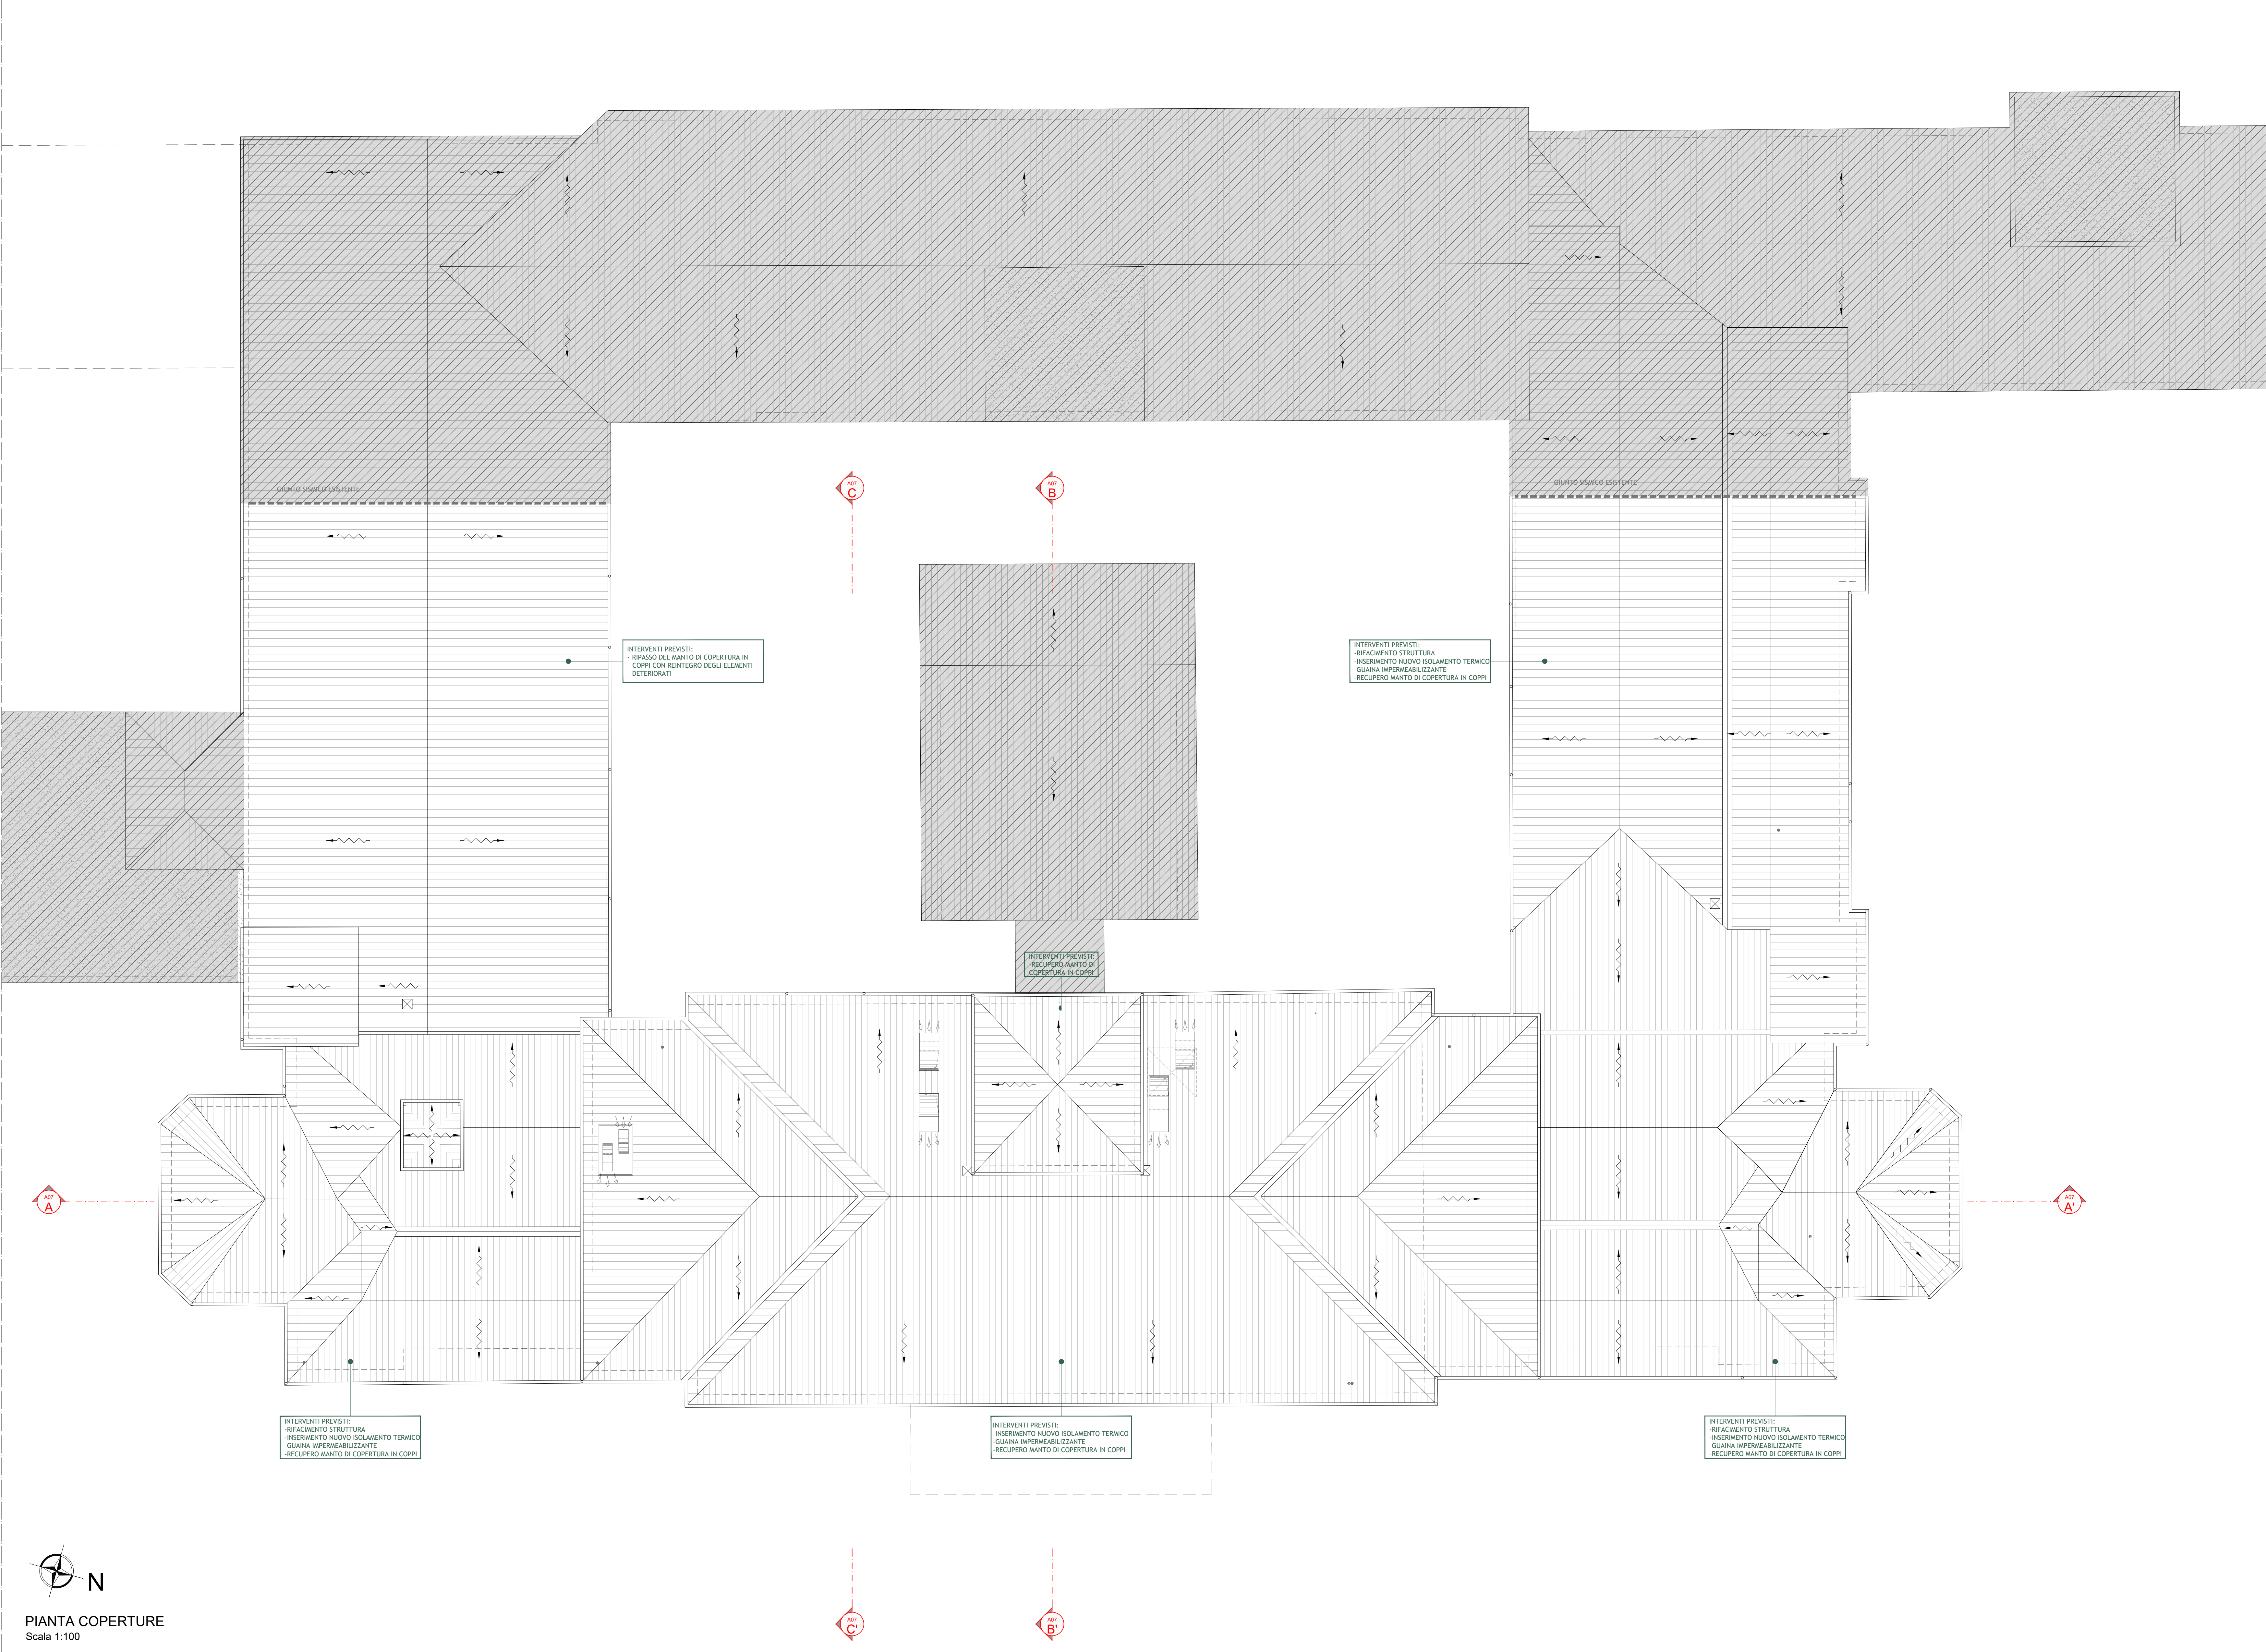 GIUNTO SISMICO ESISTENTE
GIUNTO SISMICO ESISTENTE
A07
C
A07
B
INTERVENTI PREVISTI:
- RIPASSO DEL MANTO DI COPERTURA IN
COPPI CON REINTEGRO DEGLI ELEMENTI
DETERIORATI
INTERVENTI PREVISTI:
-RIFACIMENTO STRUTTURA
-INSERIMENTO NUOVO ISOLAMENTO TERMICO
-GUAINA IMPERMEABILIZZANTE
-RECUPERO MANTO DI COPERTURA IN COPPI
INTERVENTI PREVISTI:
-RECUPERO MANTO DI
COPERTURA IN COPPI
A07
A
A07
A'
INTERVENTI PREVISTI:
-RIFACIMENTO STRUTTURA
-INSERIMENTO NUOVO ISOLAMENTO TERMICO
-GUAINA IMPERMEABILIZZANTE
-RECUPERO MANTO DI COPERTURA IN COPPI
INTERVENTI PREVISTI:
-INSERIMENTO NUOVO ISOLAMENTO TERMICO
-GUAINA IMPERMEABILIZZANTE
-RECUPERO MANTO DI COPERTURA IN COPPI
INTERVENTI PREVISTI:
-RIFACIMENTO STRUTTURA
-INSERIMENTO NUOVO ISOLAMENTO TERMICO
-GUAINA IMPERMEABILIZZANTE
-RECUPERO MANTO DI COPERTURA IN COPPI
N
PIANTA COPERTURE
Scala 1:100
A07
C'
A07
B'